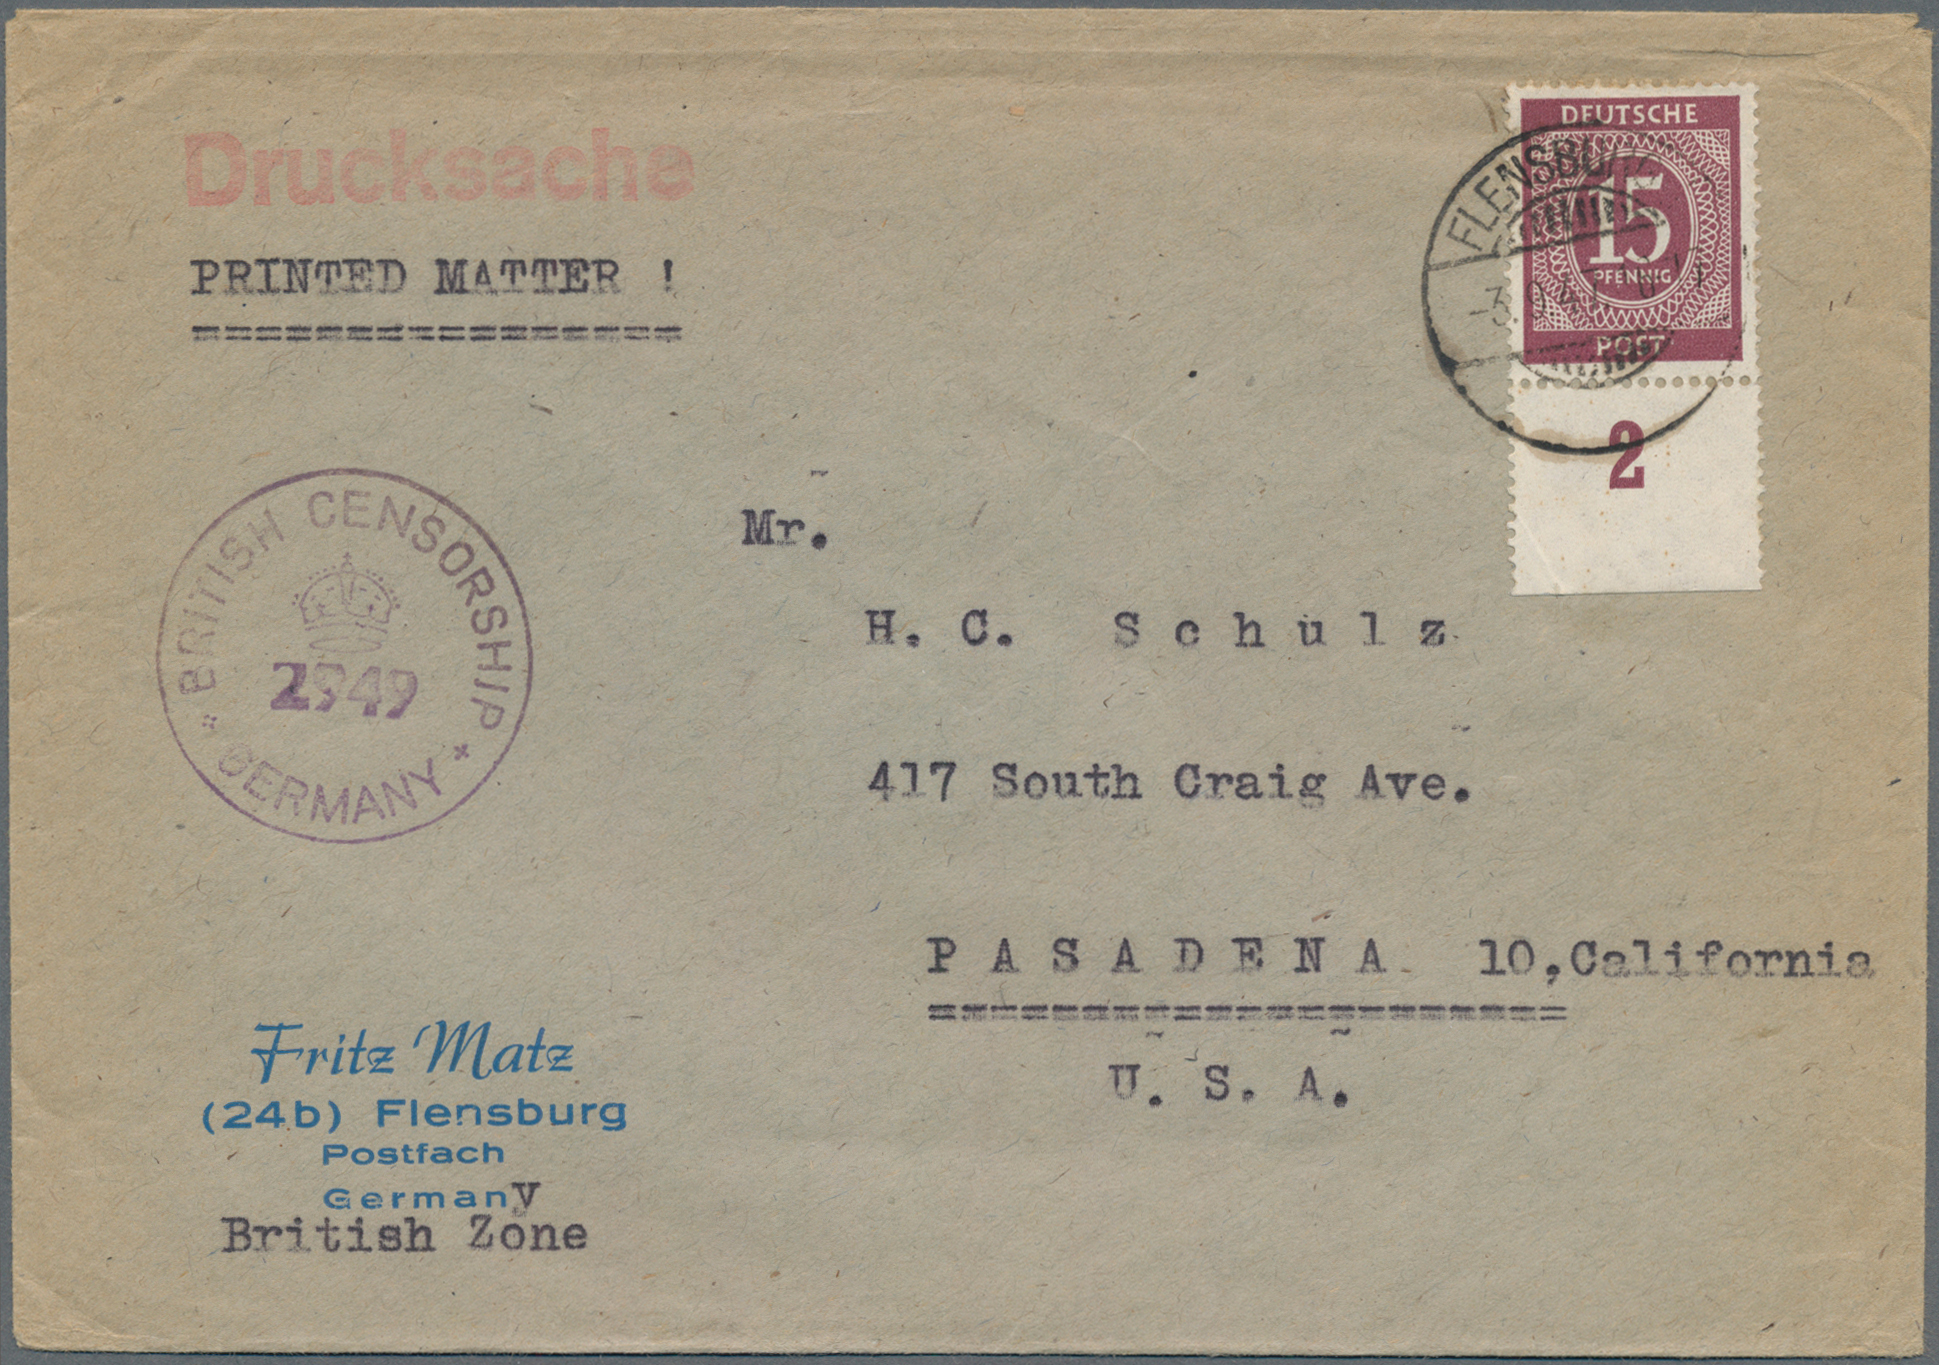 Drucksache
PRINTED MATTER !
=================
DEUTSCHE
15
PFENNIG
POST
2
FLENSBURG
BRITISH CENSORSHIP
2949
GERMANY
Mr.
H. C. Schulz
417 South Craig Ave.
PASADENA 10,California
=====================
U. S. A.
Fritz Matz
(24b) Flensburg
Postfach
Germany
British Zone